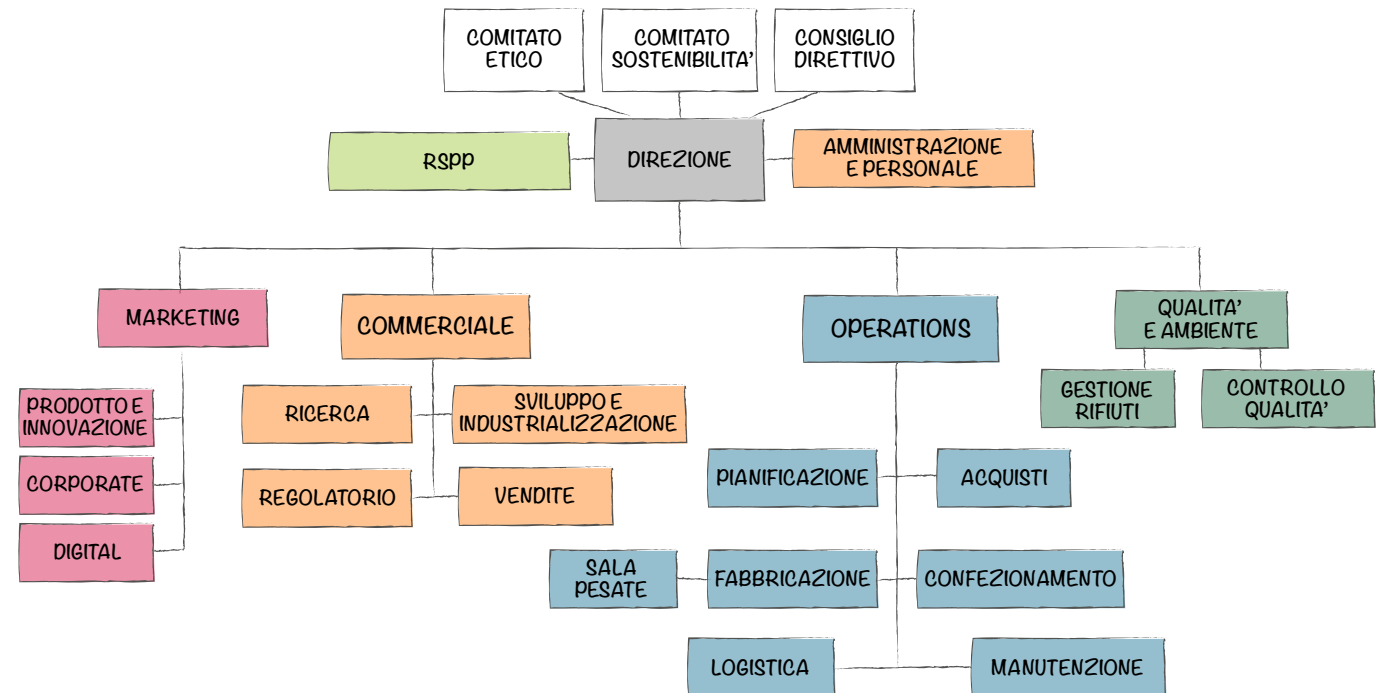 COMITATO
ETICO
COMITATO
SOSTENIBILITA'
CONSIGLIO
DIRETTIVO
RSPP
DIREZIONE
AMMINISTRAZIONE
E PERSONALE
MARKETING
COMMERCIALE
OPERATIONS
QUALITA'
E AMBIENTE
PRODOTTO E
INNOVAZIONE
CORPORATE
DIGITAL
RICERCA
SVILUPPO E
INDUSTRIALIZZAZIONE
REGOLATORIO
VENDITE
PIANIFICAZIONE
ACQUISTI
SALA
PESATE
FABBRICAZIONE
CONFEZIONAMENTO
LOGISTICA
MANUTENZIONE
GESTIONE
RIFIUTI
CONTROLLO
QUALITA'